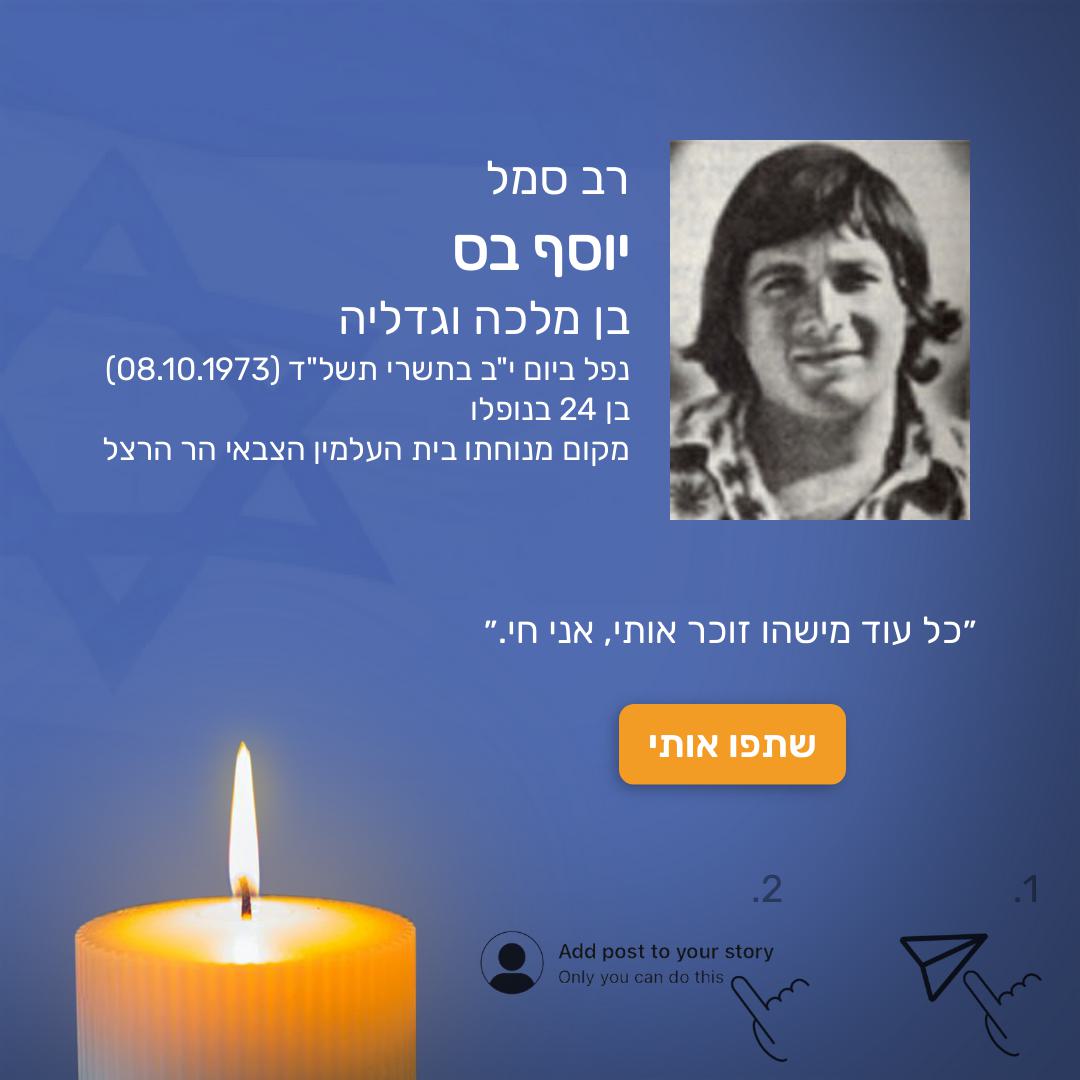 רב סמל
יוסף בס
בן מלכה וגדליה
נפל ביום י"ב בתשרי תשל"ד (08.10.1973)
בן 24 בנופלו
מקום מנוחתו בית העלמין הצבאי הר הרצל
״כל עוד מישהו זוכר אותי, אני חי.״
שתפו אותי
1.
2.
Add post to your story
Only you can do this